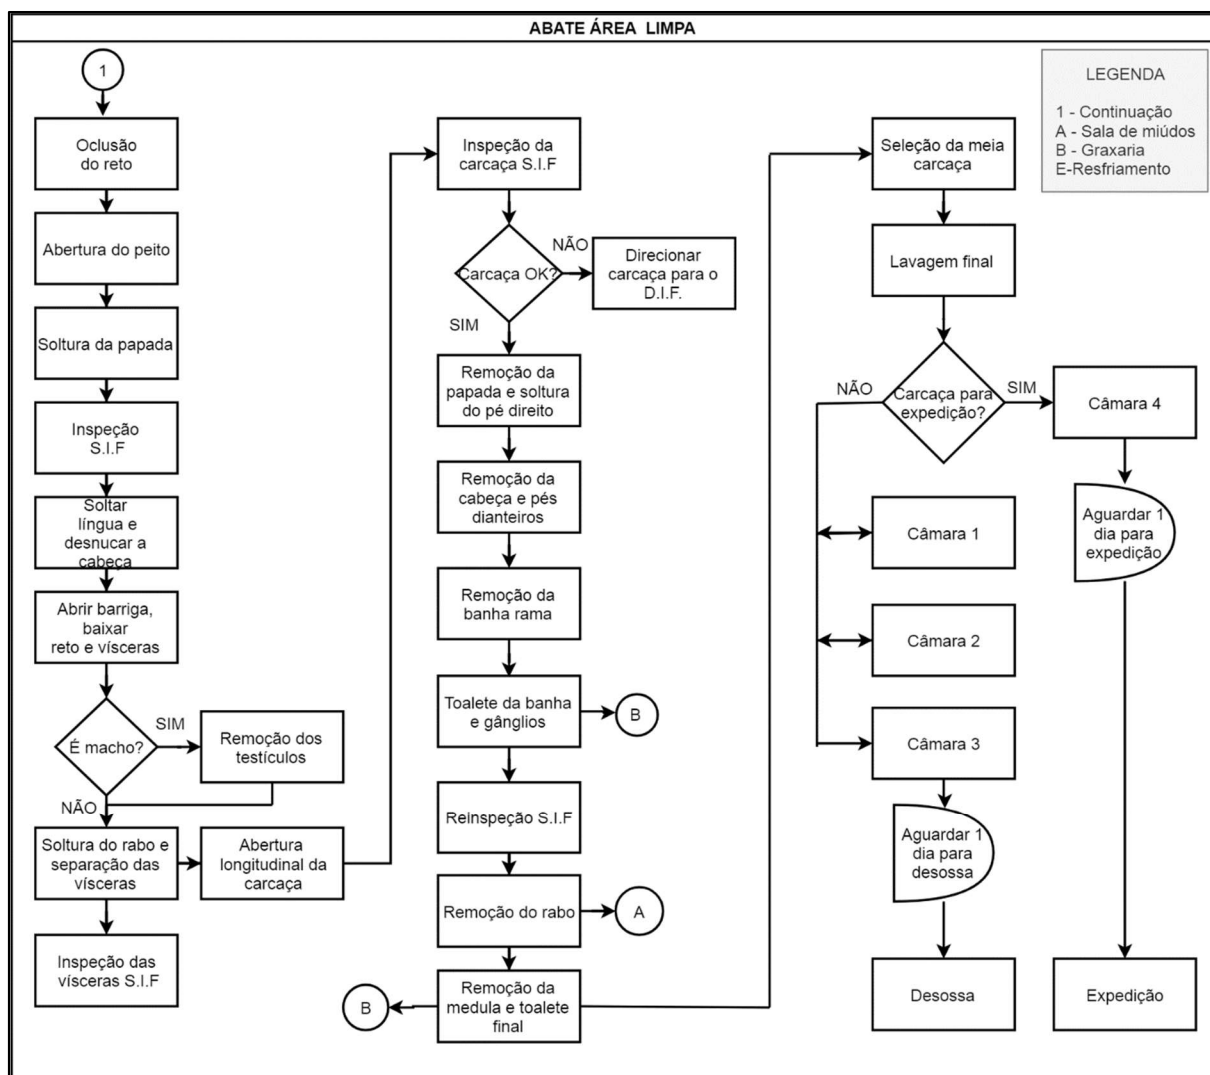 ABATE ÁREA  LIMPA
1
Oclusão
do reto
Abertura do peito
Soltura da papada
Inspeção
S.I.F
Soltar
língua e
desnucar a
cabeça
Abrir barriga,
baixar
reto e vísceras
É macho?
SIM
Remoção dos
testículos
NÃO
Soltura do rabo e
separação das
vísceras
Abertura
longitudinal da
carcaça
Inspeção das
vísceras S.I.F
Inspeção da
carcaça S.I.F
Carcaça OK?
NÃO
Direcionar
carcaça para o
D.I.F.
SIM
Remoção da
papada e soltura
do pé direito
Remoção da
cabeça e pés
dianteiros
Remoção da
banha rama
Toalete da banha
e gânglios
B
Reinspeção S.I.F
Remoção do rabo
A
Remoção da
medula e toalete
final
B
Seleção da meia
carcaça
Lavagem final
Carcaça para
expedição?
NÃO
SIM
Câmara 4
Câmara 1
Câmara 2
Câmara 3
Aguardar 1
dia para
desossa
Desossa
Aguardar 1
dia para
expedição
Expedição
LEGENDA
1 - Continuação
A - Sala de miúdos
B - Graxaria
E-Resfriamento